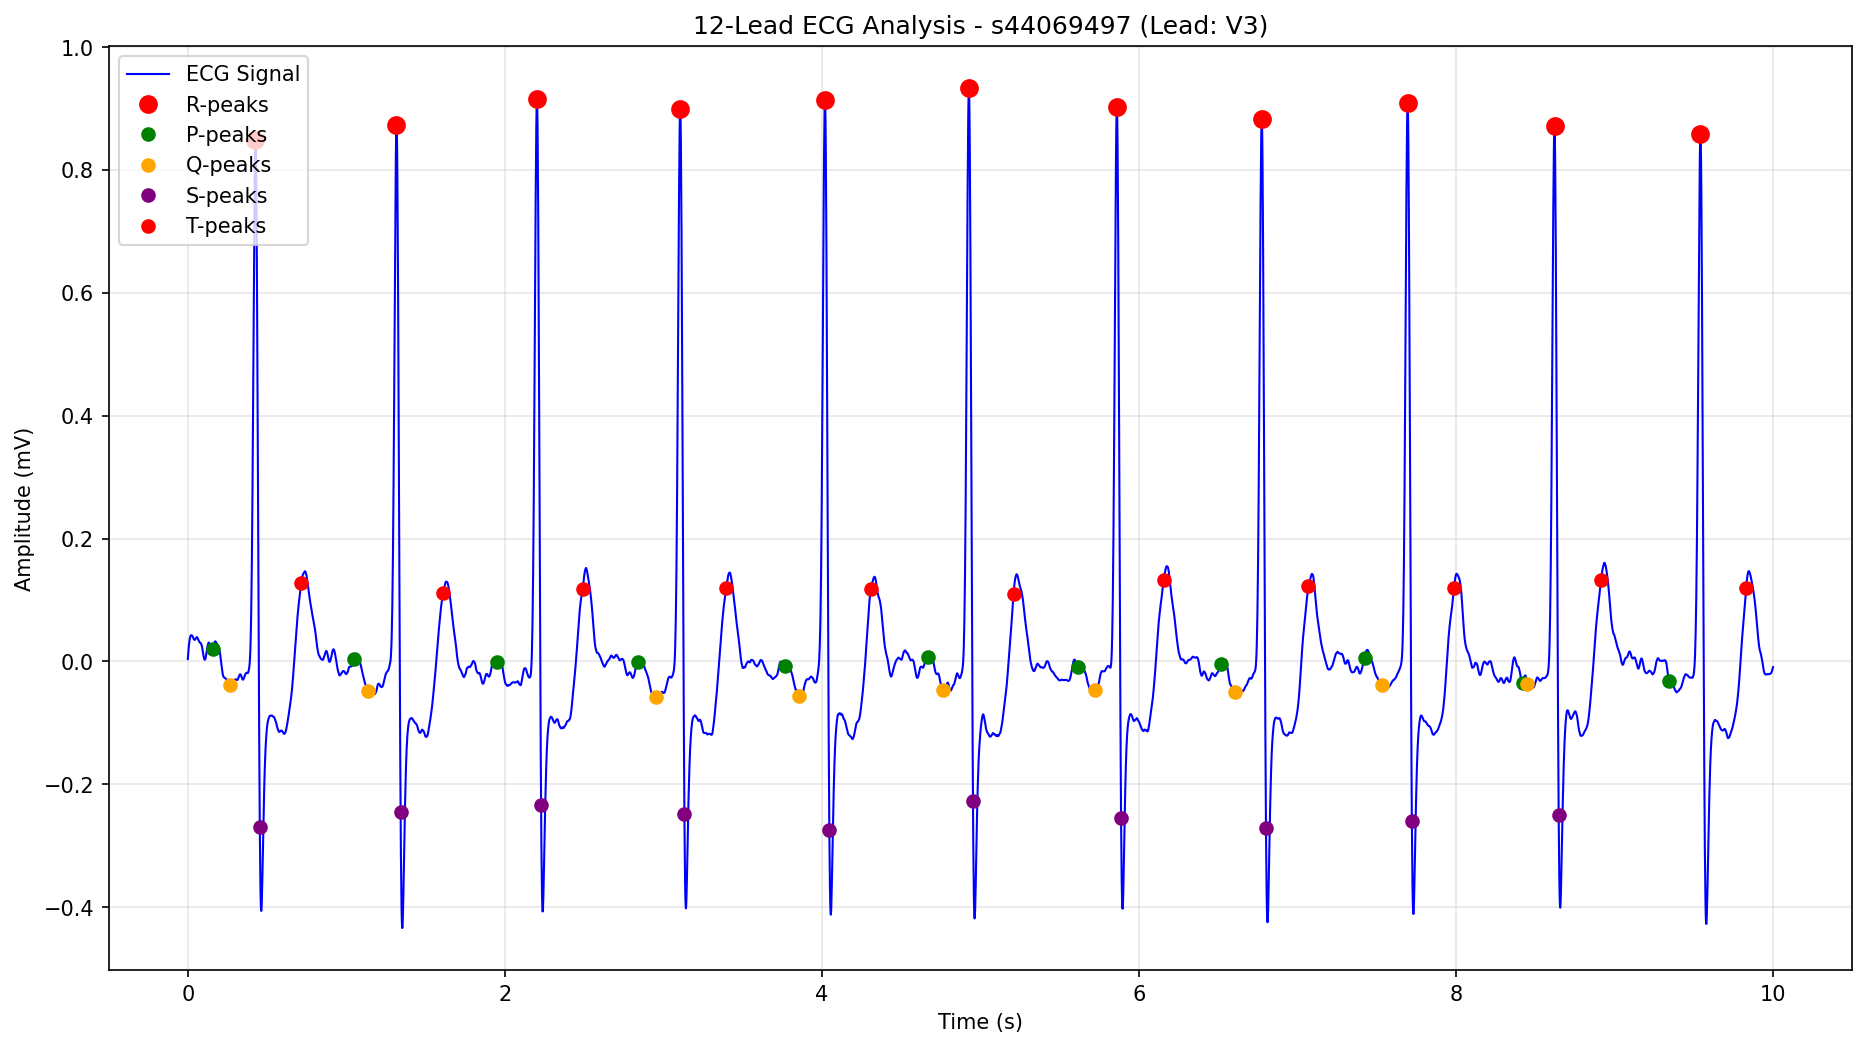 12-Lead ECG Analysis - s44069497 (Lead: V3)
ECG Signal
R-peaks
P-peaks
Q-peaks
S-peaks
T-peaks
1.0
0.8
0.6
0.4
0.2
0.0
−0.2
−0.4
Amplitude (mV)
0 2 4 6 8 10
Time (s)